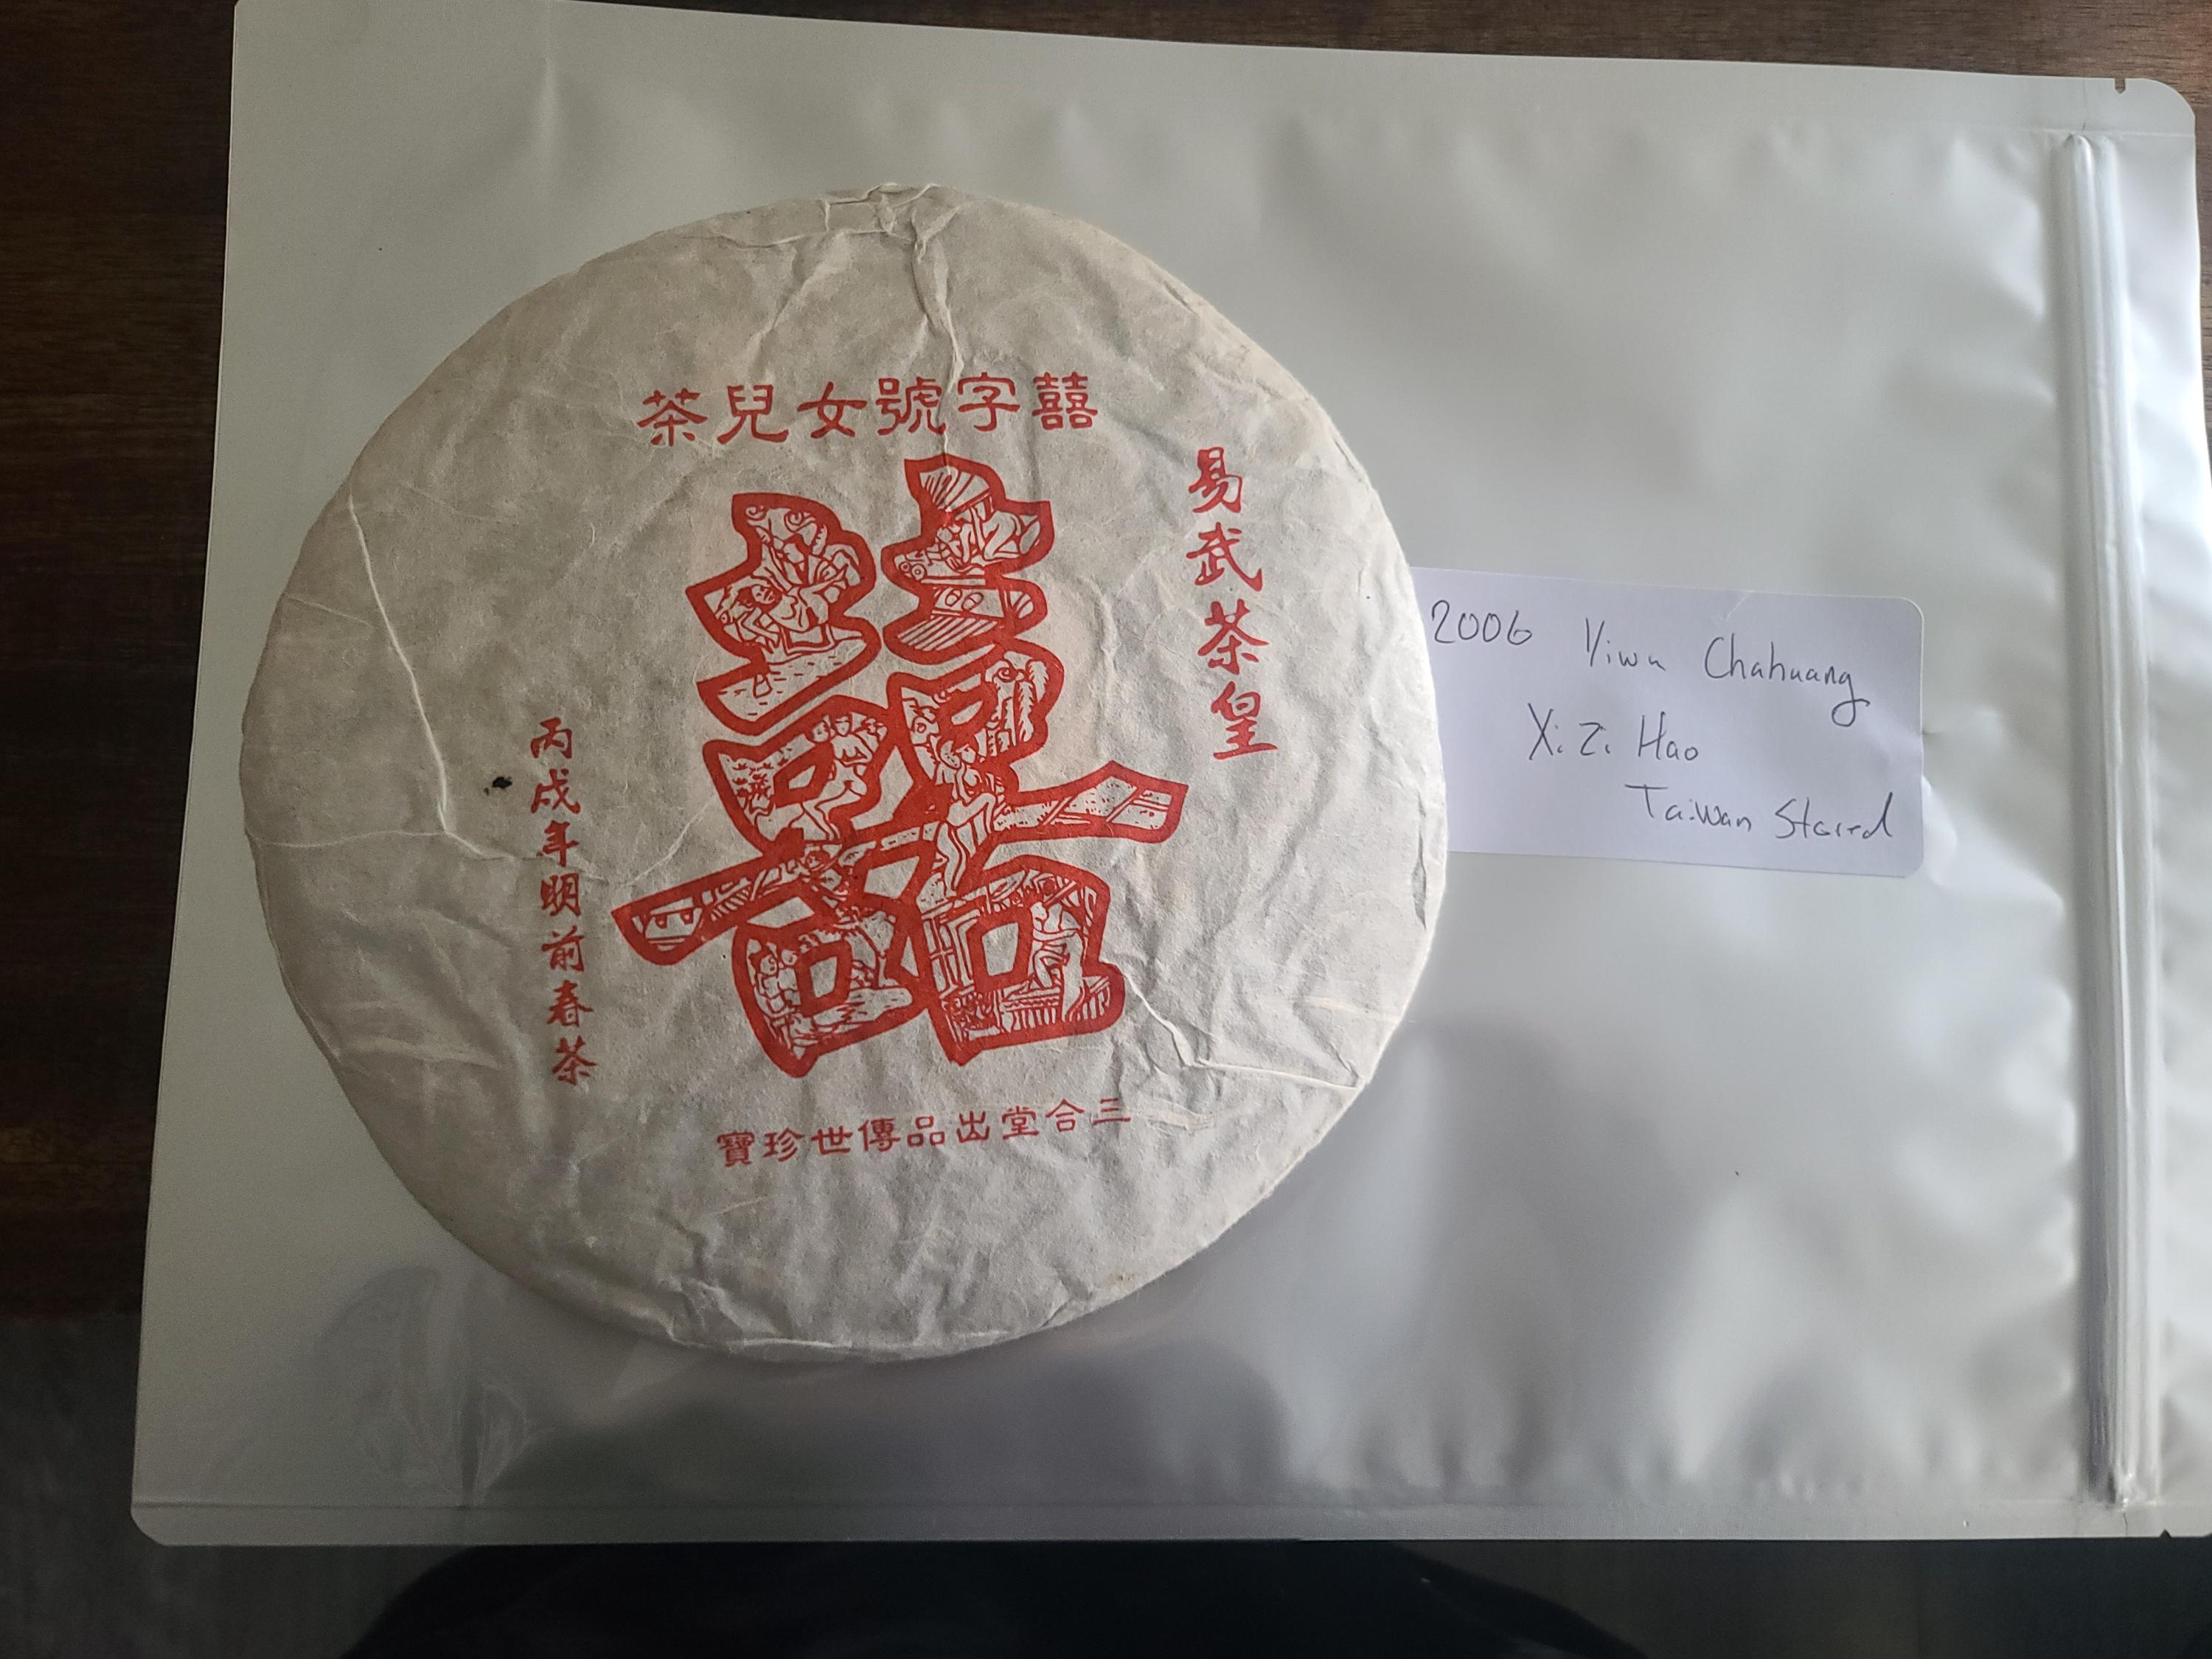 囍字號女兒茶
易武茶皇
囍
丙戌年明前春茶
三合堂出品傳世珍寶
2006 Yiwu Chahuang
Xi Zi Hao
Taiwan Stored